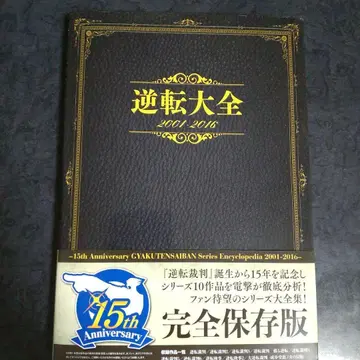 逆転大全
2001-2016
~15th Anniversary GYAKUTENSAIBAN Series Encyclopedia 2001-2016~
『逆転裁判』誕生から15年を記念し
シリーズ10作品を電撃が徹底分析!
ファン待望のシリーズ大全集!
15th
Anniversary
完全保存版